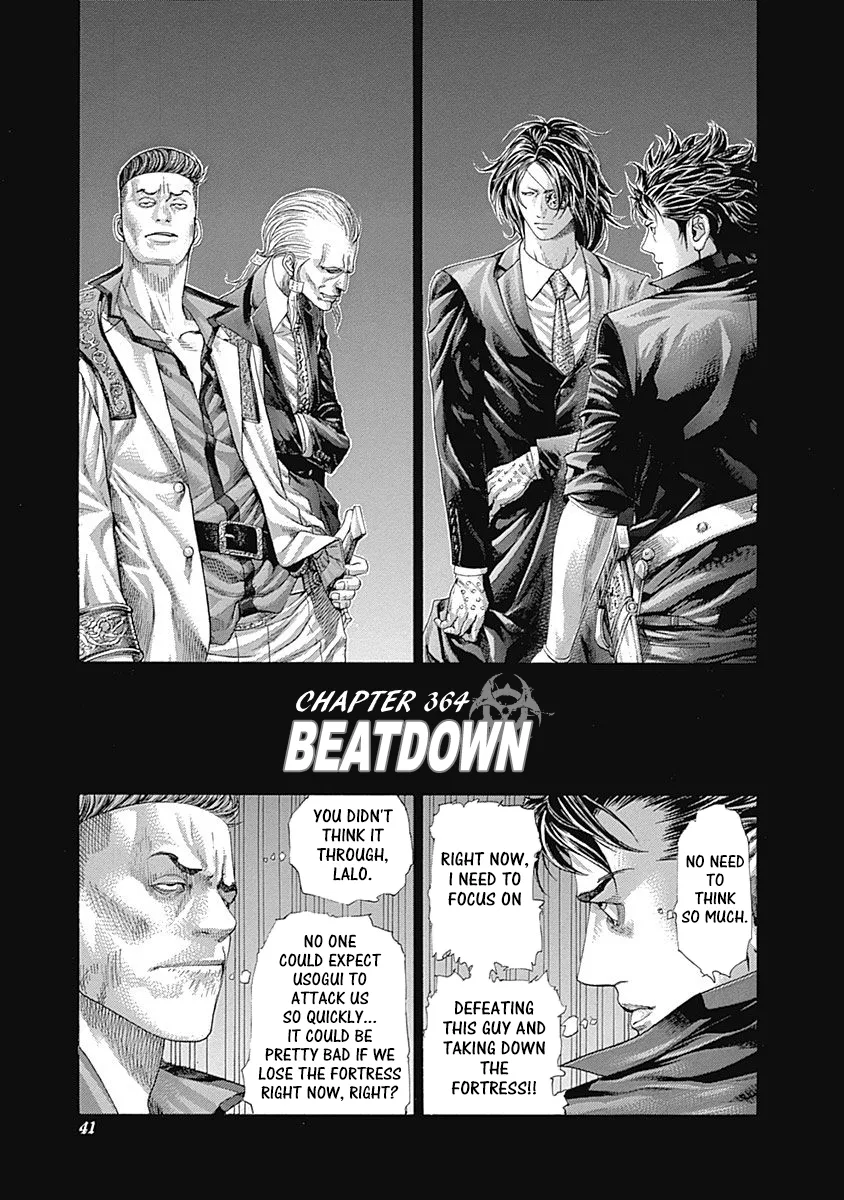 CHAPTER 364
BEATDOWN
NO NEED
TO
THINK
SO MUCH.
RIGHT NOW,
I NEED TO
FOCUS ON
DEFEATING
THIS GUY AND
TAKING DOWN
THE
FORTRESS!!
YOU DIDN'T
THINK IT
THROUGH,
LALO.
NO ONE
COULD EXPECT
USOGUI TO
ATTACK US
SO QUICKLY...
IT COULD BE
PRETTY BAD IF WE
LOSE THE FORTRESS
RIGHT NOW, RIGHT?
41